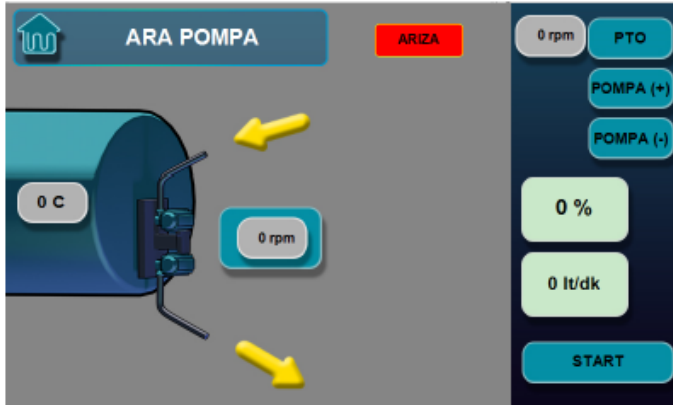 ARA POMPA
ARIZA
0 rpm
PTO
POMPA (+)
POMPA (-)
0 C
0 rpm
0 %
0 lt/dk
START